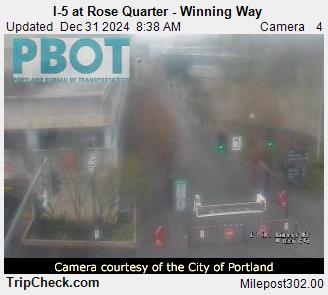 I-5 at Rose Quarter - Winning Way
Updated Dec 31 2024 8:38 AM Camera 4
PBOT
PORTLAND BUREAU OF TRANSPORTATION
Camera courtesy of the City of Portland
TripCheck.com Milepost302.00